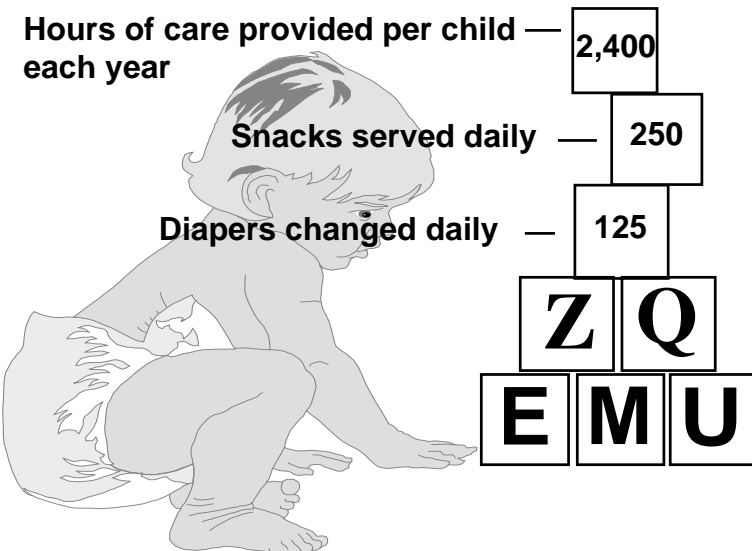 Hours of care provided per child — 2,400
each year
Snacks served daily — 250
Diapers changed daily — 125
Z Q
E M U